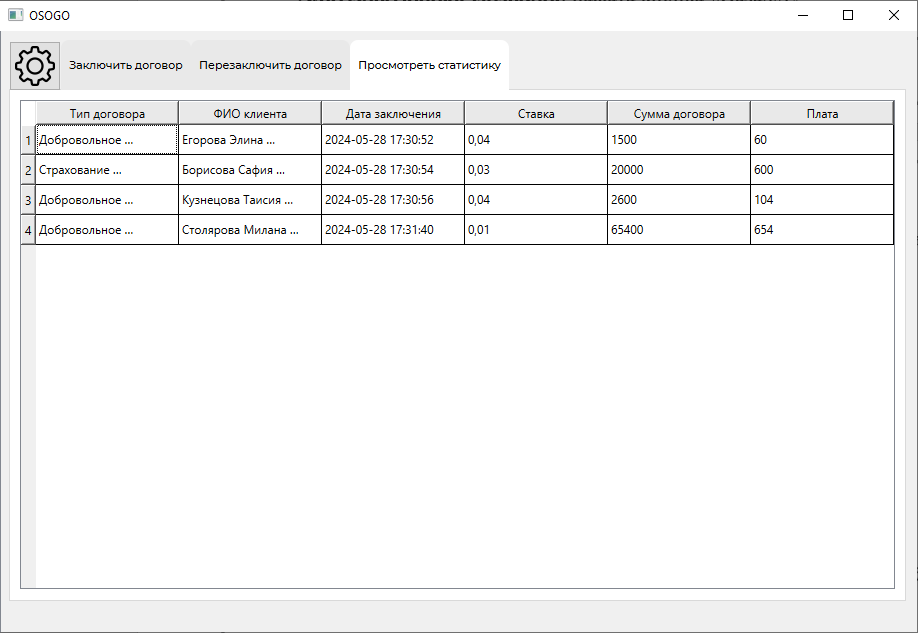 OSOGO
Заключить договор Перезаключить договор Просмотреть статистику
Тип договора ФИО клиента Дата заключения Ставка Сумма договора Плата
1 Добровольное ... Егорова Элина ... 2024-05-28 17:30:52 0,04 1500 60
2 Страхование ... Борисова Сафия ... 2024-05-28 17:30:54 0,03 20000 600
3 Добровольное ... Кузнецова Таисия ... 2024-05-28 17:30:56 0,04 2600 104
4 Добровольное ... Столярова Милана ... 2024-05-28 17:31:40 0,01 65400 654